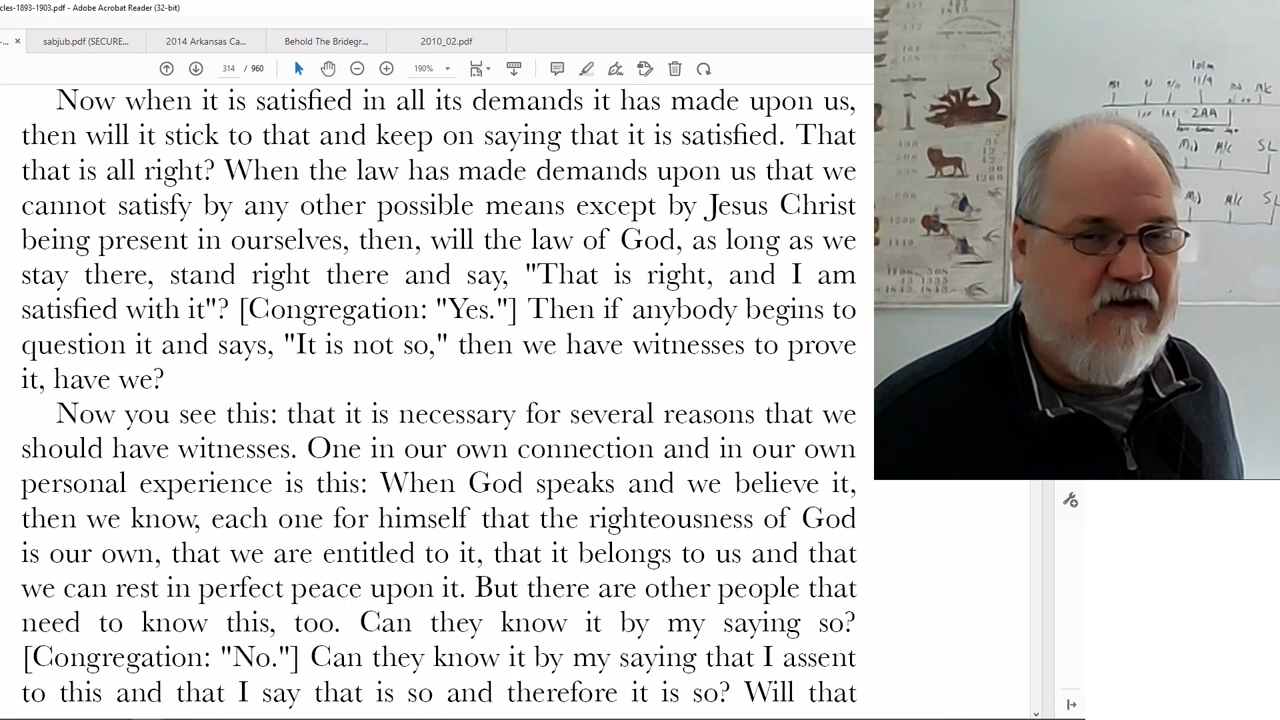 cles-1893-1903.pdf - Adobe Acrobat Reader (32-bit)
sabjub.pdf (SECURE... 2014 Arkansas Ca... Behold The Bridegr... 2010_02.pdf
314 / 960 190%
Now when it is satisfied in all its demands it has made upon us,
then will it stick to that and keep on saying that it is satisfied. That
that is all right? When the law has made demands upon us that we
cannot satisfy by any other possible means except by Jesus Christ
being present in ourselves, then, will the law of God, as long as we
stay there, stand right there and say, "That is right, and I am
satisfied with it"? [Congregation: "Yes."] Then if anybody begins to
question it and says, "It is not so," then we have witnesses to prove
it, have we?
Now you see this: that it is necessary for several reasons that we
should have witnesses. One in our own connection and in our own
personal experience is this: When God speaks and we believe it,
then we know, each one for himself that the righteousness of God
is our own, that we are entitled to it, that it belongs to us and that
we can rest in perfect peace upon it. But there are other people that
need to know this, too. Can they know it by my saying so?
[Congregation: "No."] Can they know it by my saying that I assent
to this and that I say that is so and therefore it is so? Will that
11/9
2AA
M/c SL
M/c SL